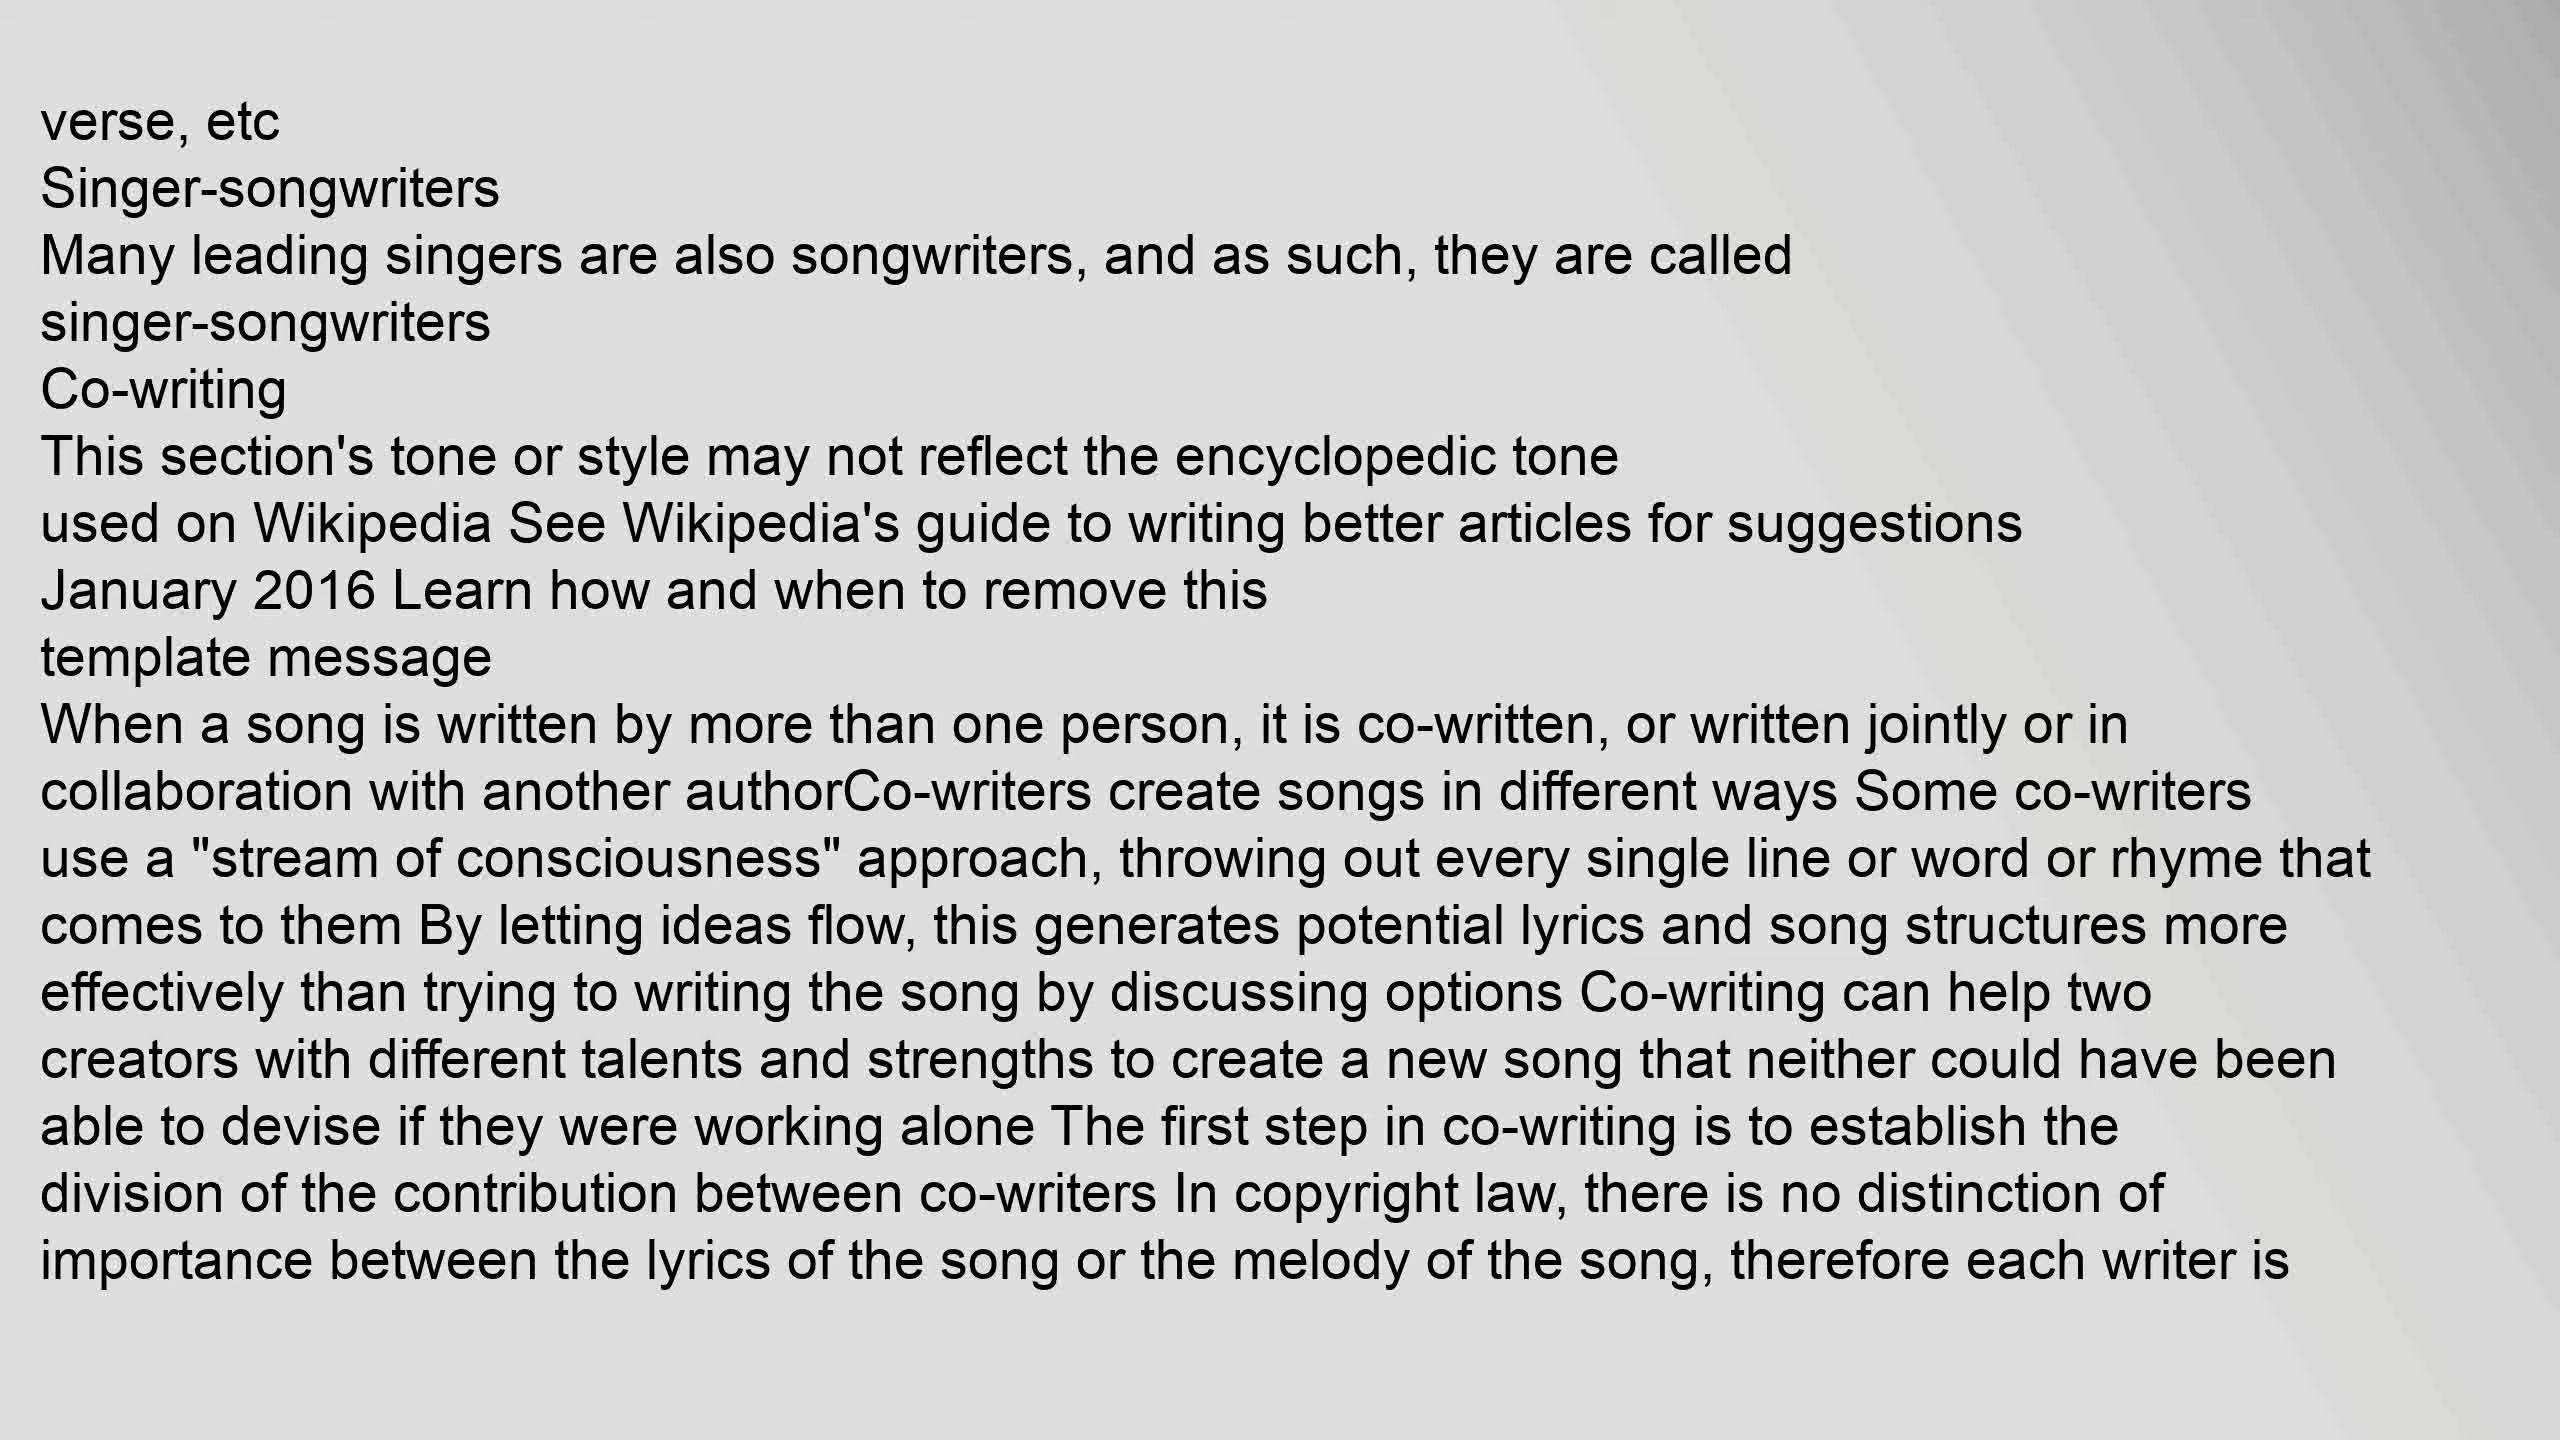 verse, etc
Singer-songwriters
Many leading singers are also songwriters, and as such, they are called
singer-songwriters
Co-writing
This section's tone or style may not reflect the encyclopedic tone
used on Wikipedia See Wikipedia's guide to writing better articles for suggestions
January 2016 Learn how and when to remove this
template message
When a song is written by more than one person, it is co-written, or written jointly or in
collaboration with another authorCo-writers create songs in different ways Some co-writers
use a "stream of consciousness" approach, throwing out every single line or word or rhyme that
comes to them By letting ideas flow, this generates potential lyrics and song structures more
effectively than trying to writing the song by discussing options Co-writing can help two
creators with different talents and strengths to create a new song that neither could have been
able to devise if they were working alone The first step in co-writing is to establish the
division of the contribution between co-writers In copyright law, there is no distinction of
importance between the lyrics of the song or the melody of the song, therefore each writer is